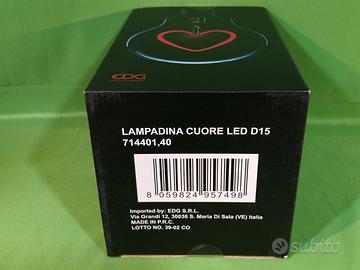 EDG
LAMPADINA CUORE LED D15
714401,40
8 059824 957498
Imported by: EDG S.R.L.
Via Grandi 12, 30036 S. Maria Di Sala (VE) Italia
MADE IN P.R.C.
LOTTO NO. 39-02 CO
subito